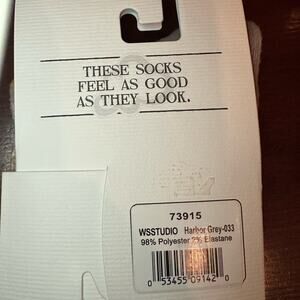 THESE SOCKS
FEEL AS GOOD
AS THEY LOOK.
73915
WSSTUDIO Harbor Grey-033
98% Polyester 2% Elastane
0 53455 09142 0